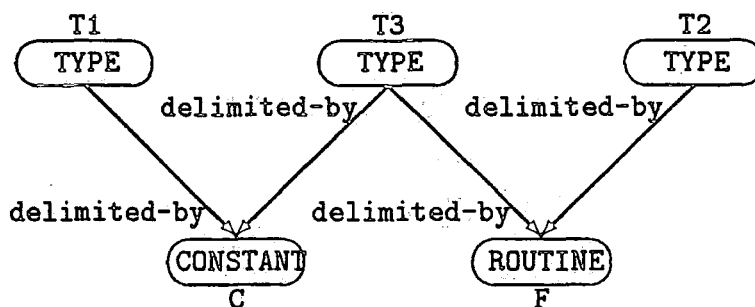 T1 T3 T2
TYPE TYPE TYPE
delimited-by delimited-by
delimited-by delimited-by
CONSTANT ROUTINE
C F